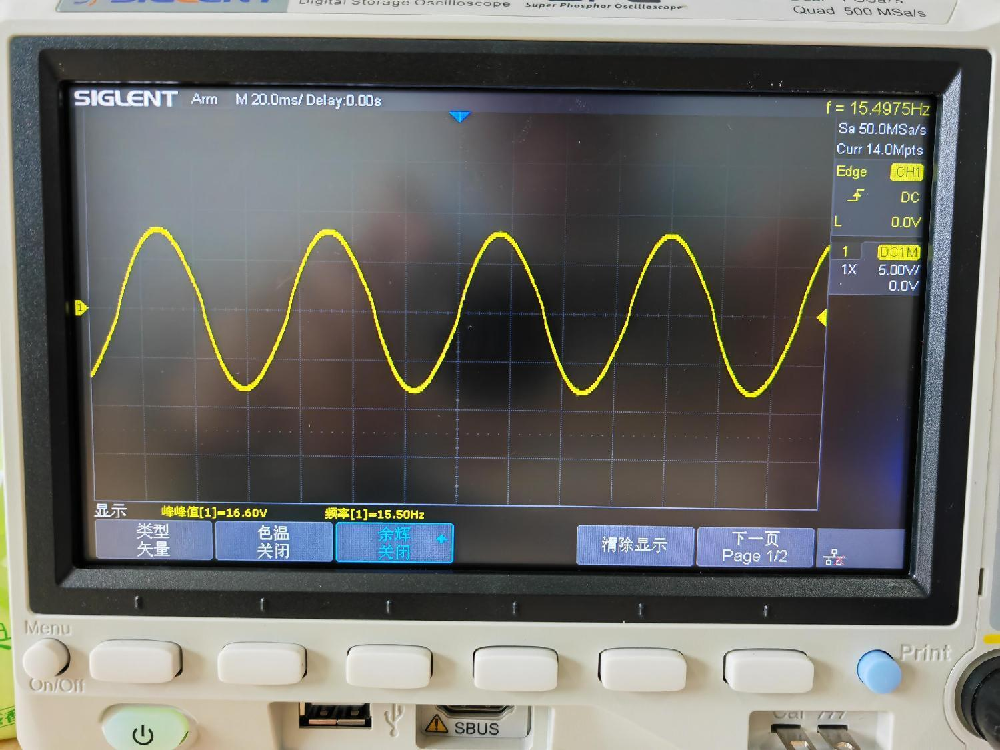 SIGLENT
Digital Storage Oscilloscope
Super Phosphor Oscilloscope
Quad 500 MSa/s
SIGLENT Arm M 20.0ms/ Delay:0.00s
f = 15.4975Hz
Sa 50.0MSa/s
Curr 14.0Mpts
Edge CH1
DC
L 0.0V
1 DC1M
1X 5.00V/
0.0V
1
显示 峰峰值[1]=16.60V 频率[1]=15.50Hz
类型 色温 余辉 清除显示 下一页
矢量 关闭 关闭 Page 1/2
Menu
On/Off
Print
SBUS